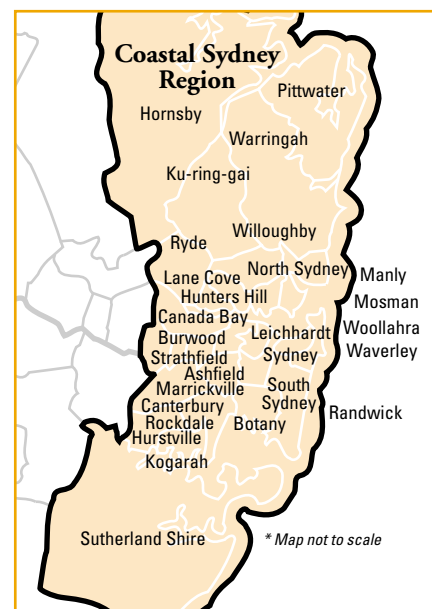 Coastal Sydney
Region
Pittwater
Hornsby
Warringah
Ku-ring-gai
Willoughby
Ryde
North Sydney
Manly
Lane Cove
Hunters Hill
Mosman
Canada Bay
Woollahra
Burwood
Leichhardt
Waverley
Strathfield
Sydney
Ashfield
Marrickville
South
Sydney
Canterbury
Randwick
Rockdale
Botany
Hurstville
Kogarah
Sutherland Shire
* Map not to scale